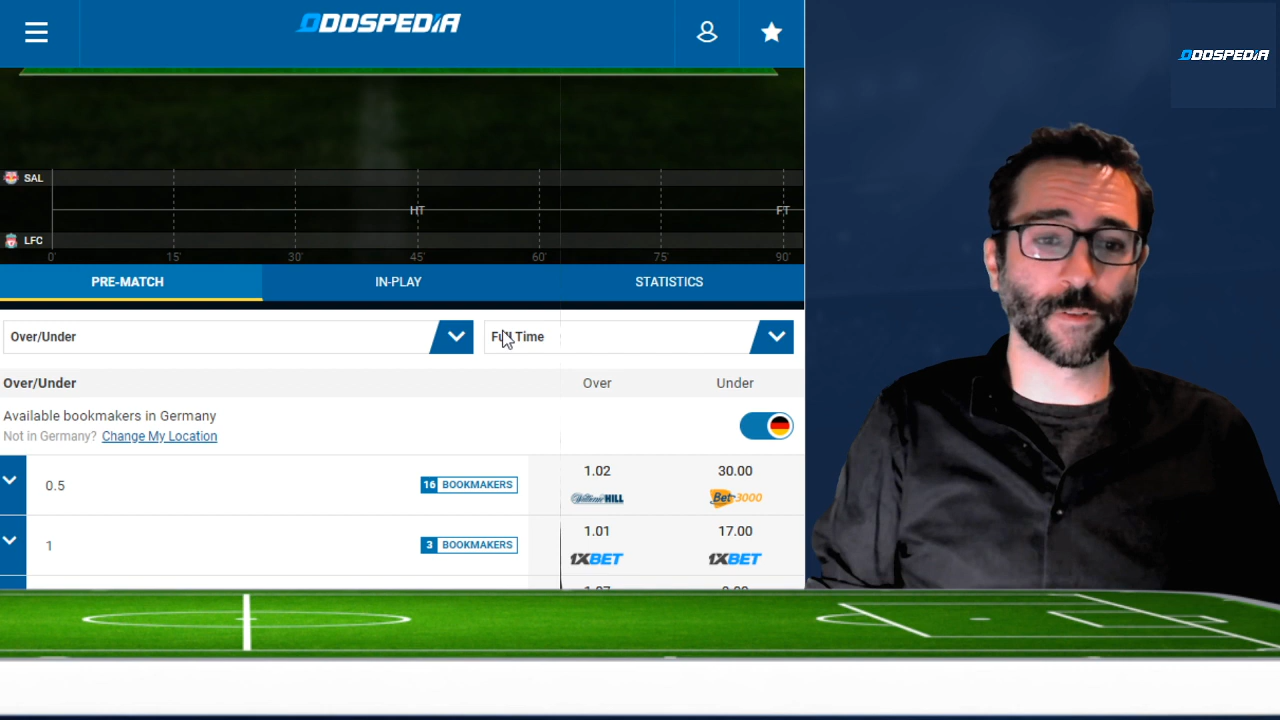 ODDSPEDIA
ODDSPEDIA
SAL
HT
FT
LFC
0' 15' 30' 45' 60' 75' 90'
PRE-MATCH IN-PLAY STATISTICS
Over/Under Full Time
Over/Under Over Under
Available bookmakers in Germany
Not in Germany? Change My Location
0.5 16 BOOKMAKERS 1.02 30.00
William HILL Bet3000
1 3 BOOKMAKERS 1.01 17.00
1XBET 1XBET